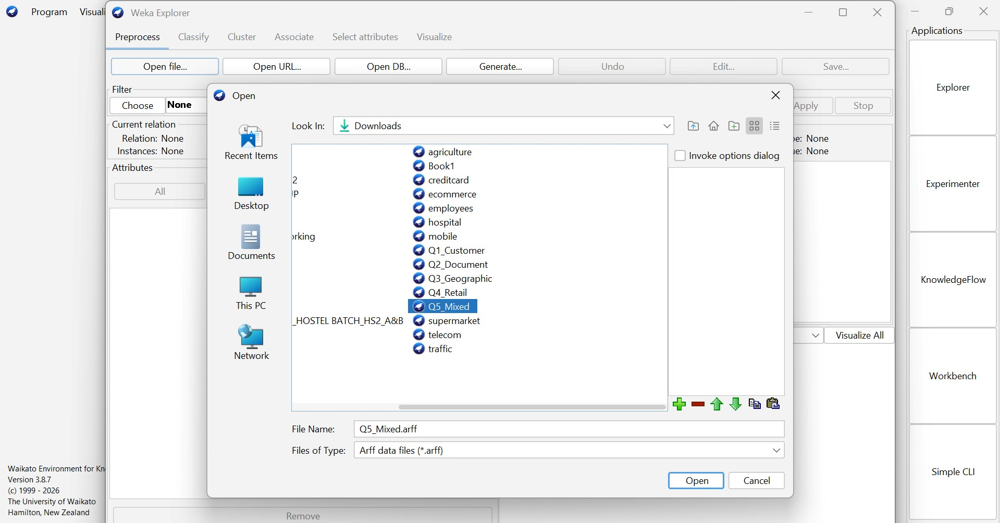 Program
Visuali
Weka Explorer
Preprocess
Classify
Cluster
Associate
Select attributes
Visualize
Applications
Open file...
Open URL...
Open DB...
Generate...
Undo
Edit...
Save...
Explorer
Filter
Choose
None
Apply
Stop
Open
Current relation
Relation: None
Instances: None
pe: None
ue: None
Attributes
All
Look In:
Downloads
Recent Items
Desktop
Documents
This PC
Network
2
JP
orking
_HOSTEL BATCH_HS2_A&B
agriculture
Book1
creditcard
ecommerce
employees
hospital
mobile
Q1_Customer
Q2_Document
Q3_Geographic
Q4_Retail
Q5_Mixed
supermarket
telecom
traffic
Invoke options dialog
Visualize All
Experimenter
KnowledgeFlow
Workbench
Simple CLI
File Name:
Q5_Mixed.arff
Files of Type:
Arff data files (*.arff)
Open
Cancel
Remove
Waikato Environment for Kn
Version 3.8.7
(c) 1999 - 2026
The University of Waikato
Hamilton, New Zealand